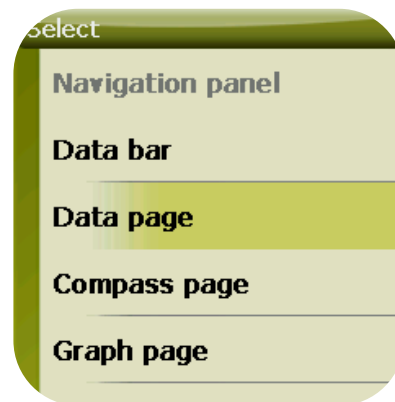 Select
Navigation panel
Data bar
Data page
Compass page
Graph page